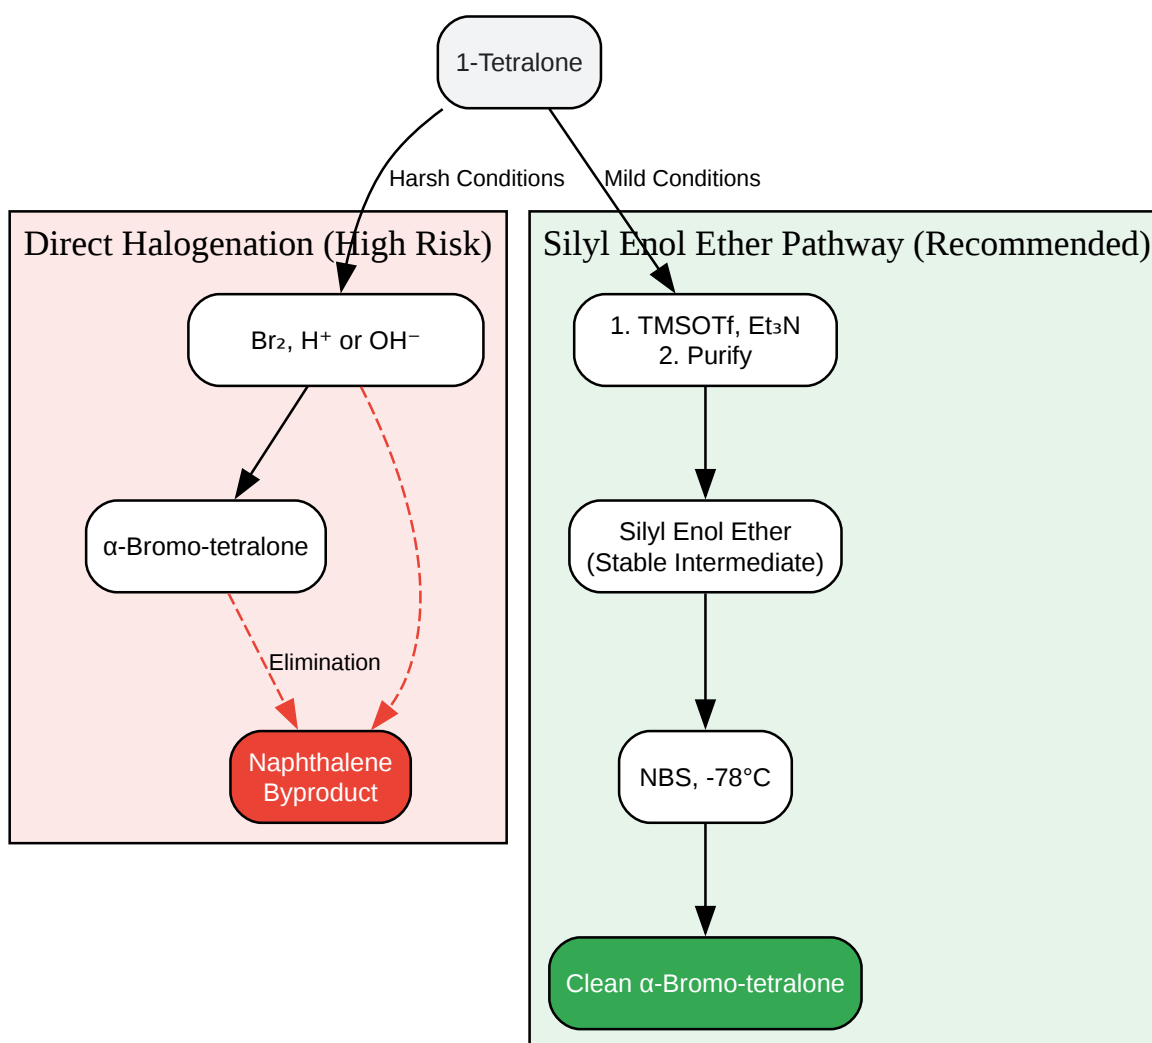 1-Tetralone
Harsh Conditions
Mild Conditions
Direct Halogenation (High Risk)
Br₂, H⁺ or OH⁻
α-Bromo-tetralone
Elimination
Naphthalene
Byproduct
Silyl Enol Ether Pathway (Recommended)
1. TMSOTf, Et₃N
2. Purify
Silyl Enol Ether
(Stable Intermediate)
NBS, -78°C
Clean α-Bromo-tetralone